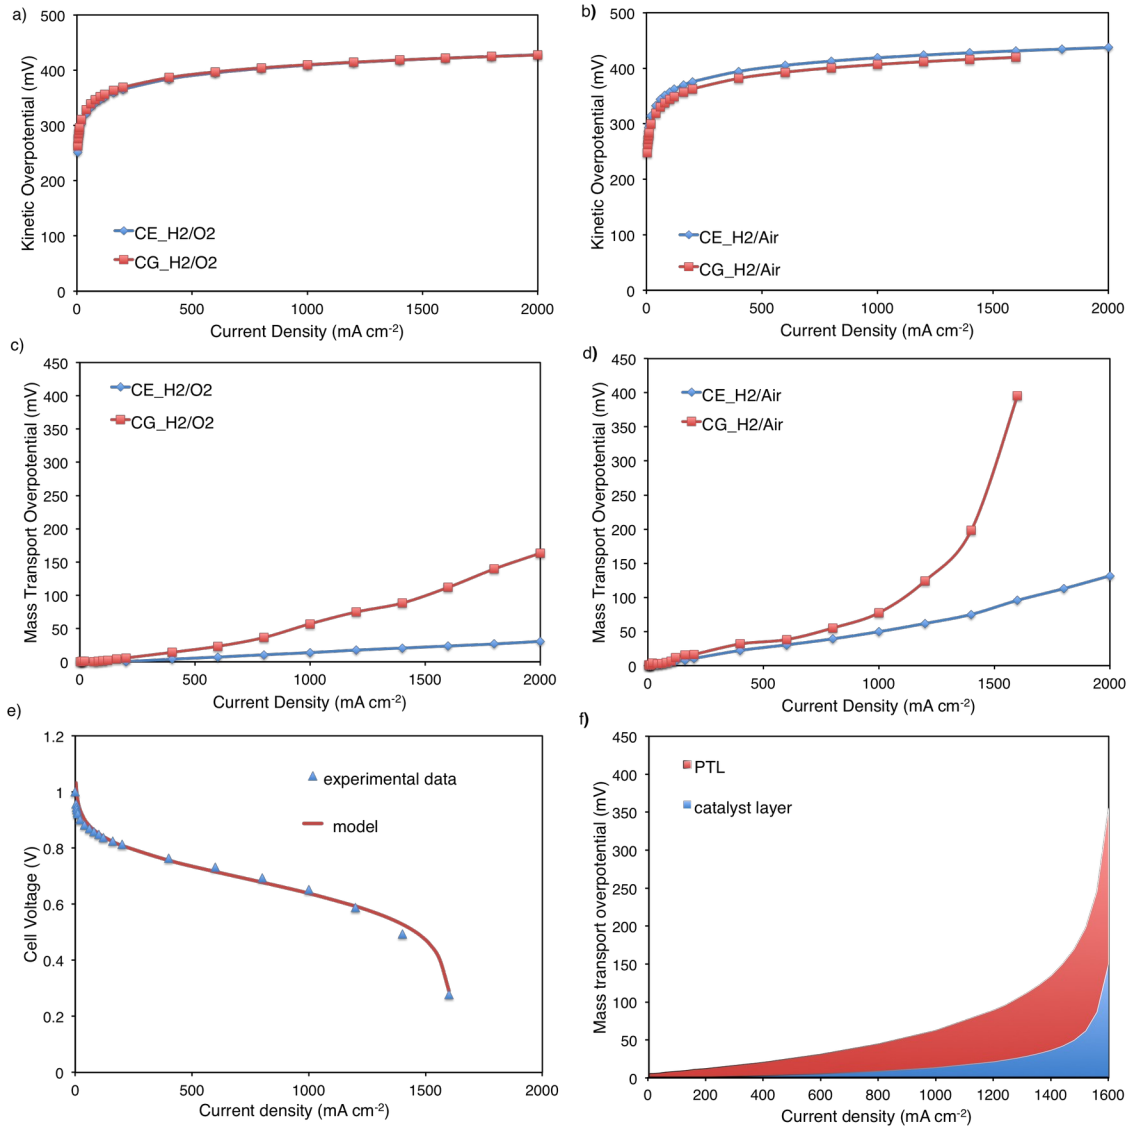 a)
500
400
300
200
100
0
Kinetic Overpotential (mV)
CE_H2/O2
CG_H2/O2
0 500 1000 1500 2000
Current Density (mA cm-2)
b)
500
400
300
200
100
0
Kinetic Overpotential (mV)
CE_H2/Air
CG_H2/Air
0 500 1000 1500 2000
Current Density (mA cm-2)
c)
450
400
350
300
250
200
150
100
50
0
Mass Transport Overpotential (mV)
CE_H2/O2
CG_H2/O2
0 500 1000 1500 2000
Current Density (mA cm-2)
d)
450
400
350
300
250
200
150
100
50
0
Mass Transport Overpotential (mV)
CE_H2/Air
CG_H2/Air
0 500 1000 1500 2000
Current Density (mA cm-2)
e)
1.2
1
0.8
0.6
0.4
0.2
0
Cell Voltage (V)
experimental data
model
0 500 1000 1500 2000
Current density (mA cm-2)
f)
450
400
350
300
250
200
150
100
50
0
Mass transport overpotential (mV)
PTL
catalyst layer
0 200 400 600 800 1000 1200 1400 1600
Current density (mA cm-2)